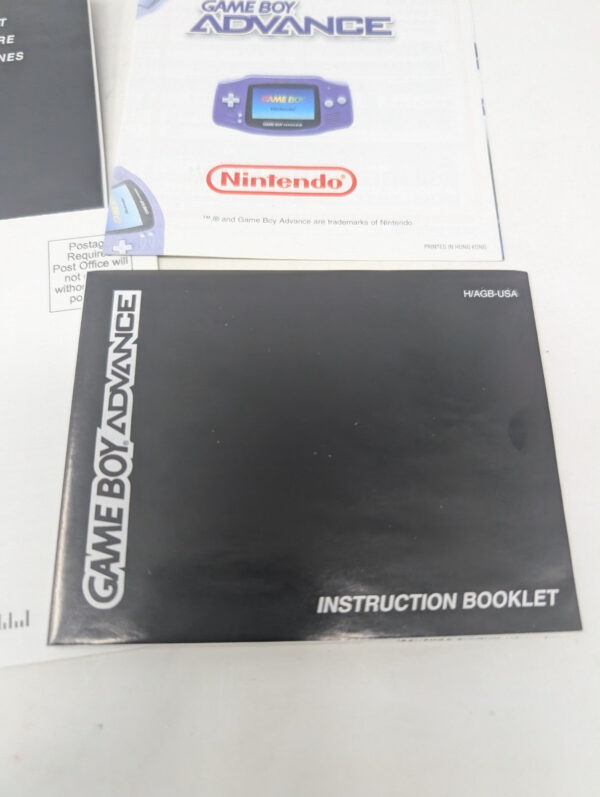 T
RE
NES
GAME BOY
ADVANCE
GAME BOY
Nintendo®
™,® and Game Boy Advance are trademarks of Nintendo.
PRINTED IN HONG KONG
Postag
Require
Post Office will
not
witho
po
H/AGB-USA
GAME BOY ADVANCE
INSTRUCTION BOOKLET